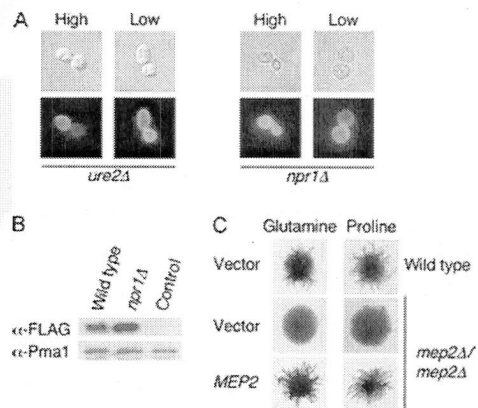 A
High Low High Low
ure2Δ npr1Δ
B
Wild type npr1Δ Control
α-FLAG
α-Pma1
C
Glutamine Proline
Vector Wild type
Vector
MEP2
mep2Δ/
mep2Δ